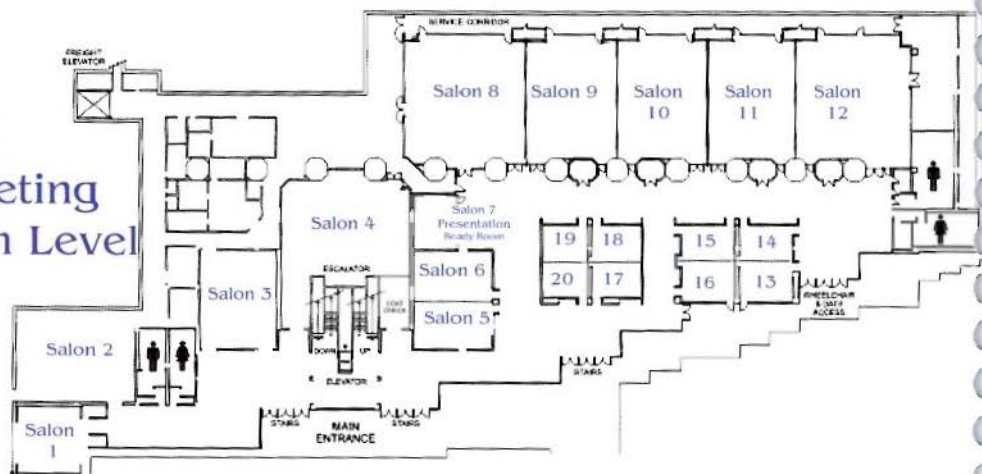 SERVICE CORRIDOR
FREIGHT
ELEVATOR
Salon 8
Salon 9
Salon
10
Salon
11
Salon
12
eting
Level
Salon 4
Salon 7
Presentation
Ready Room
19
18
15
14
20
17
16
13
Salon 6
Salon 5
ESCALATOR
COAT
CHECK
Salon 3
WHEELCHAIR
ACCESS
Salon 2
DOWN
UP
ELEVATOR
STAIRS
STAIRS
MAIN
ENTRANCE
STAIRS
Salon
1